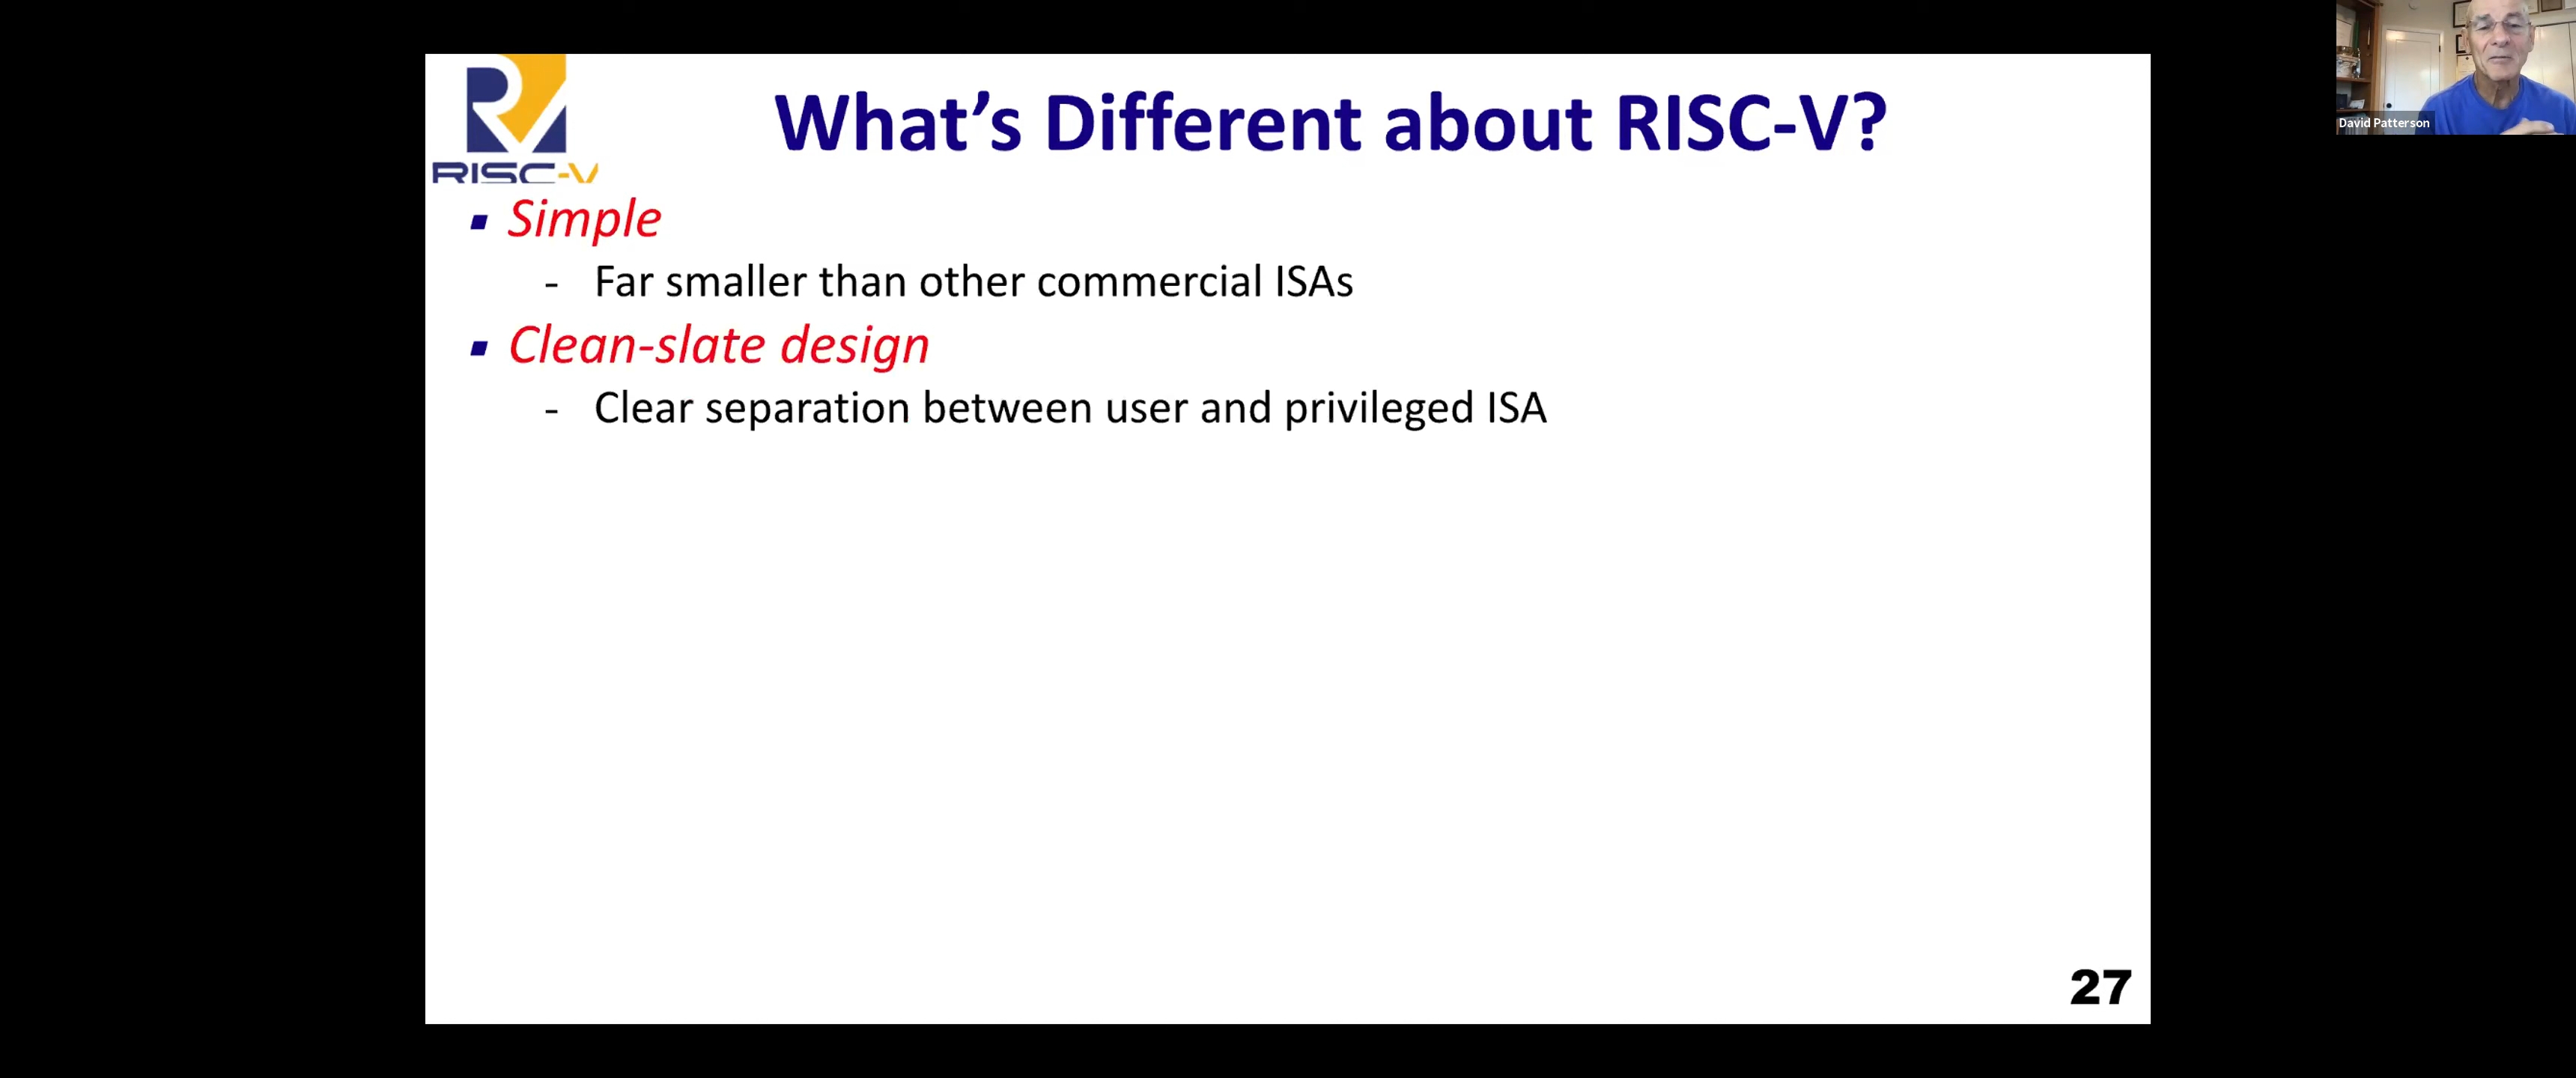 RISC-V
What's Different about RISC-V?
▪ Simple
- Far smaller than other commercial ISAs
▪ Clean-slate design
- Clear separation between user and privileged ISA
27
David Patterson